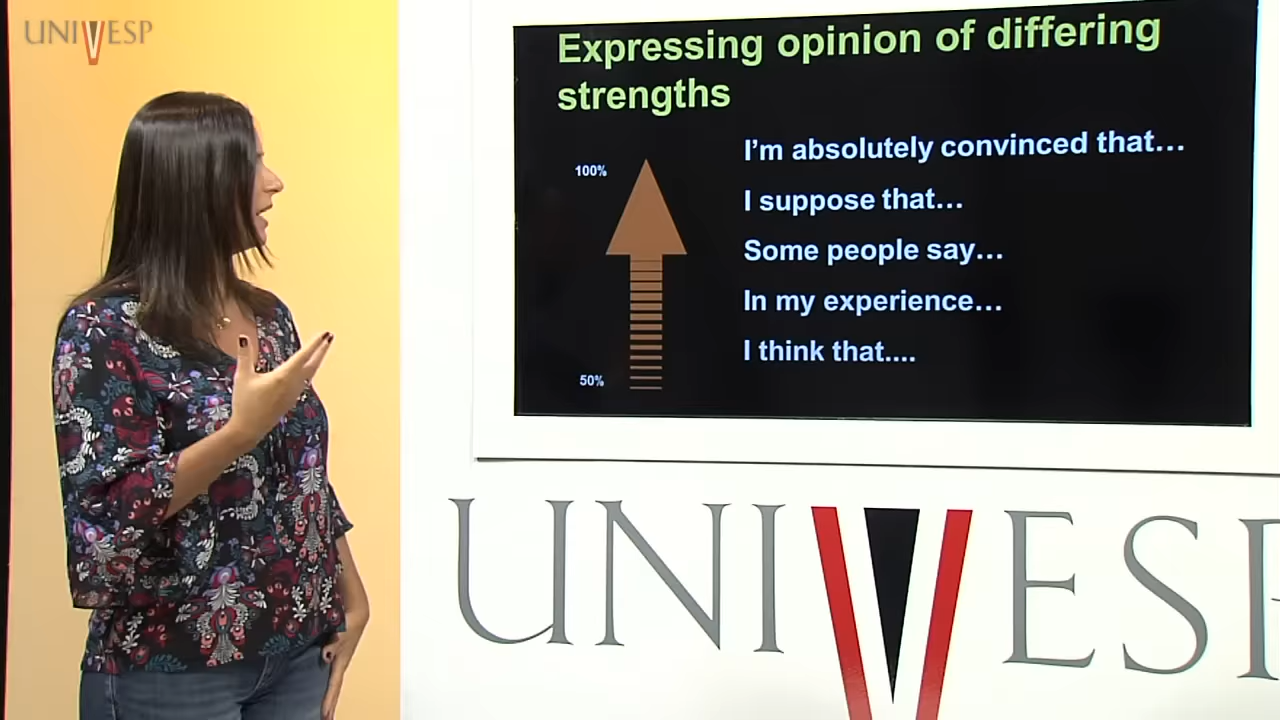 UNIVESP
Expressing opinion of differing
strengths
100%
I’m absolutely convinced that…
I suppose that…
Some people say…
In my experience…
I think that....
50%
UNIVESP